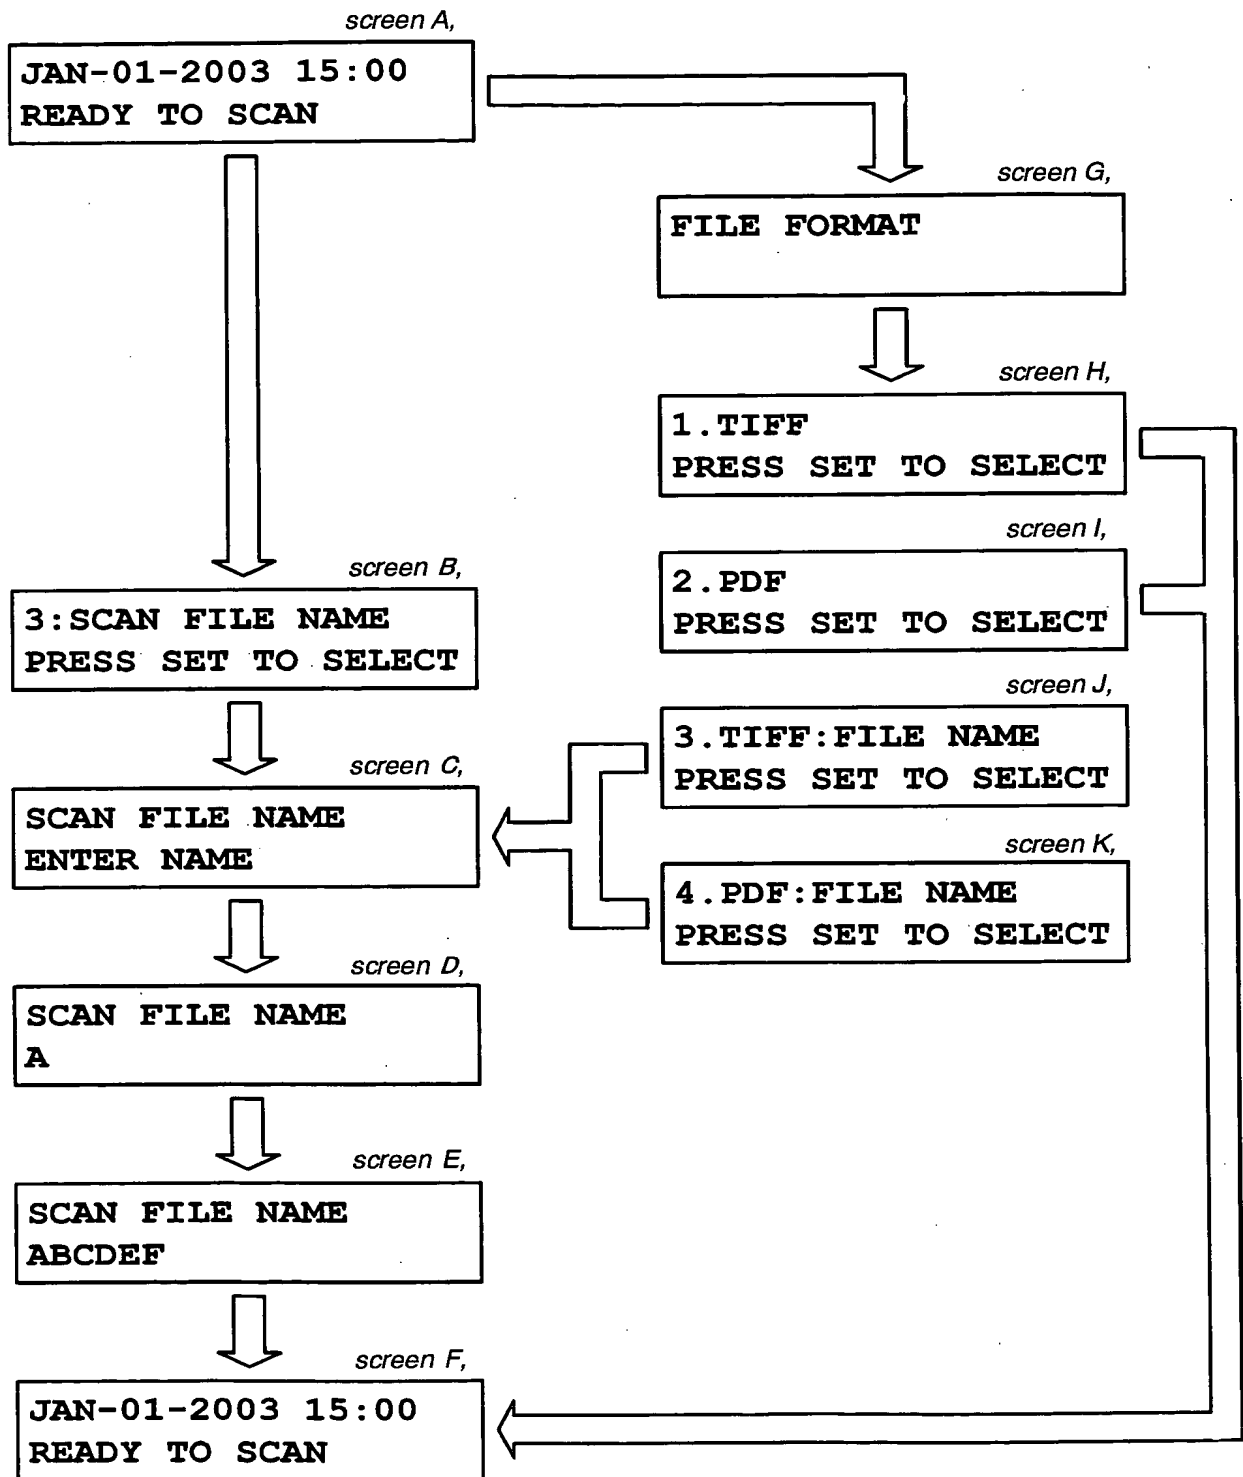 screen A,
JAN-01-2003 15:00
READY TO SCAN
screen G,
FILE FORMAT
screen H,
1.TIFF
PRESS SET TO SELECT
screen I,
2.PDF
PRESS SET TO SELECT
screen B,
3:SCAN FILE NAME
PRESS SET TO SELECT
screen J,
3.TIFF:FILE NAME
PRESS SET TO SELECT
screen C,
SCAN FILE NAME
ENTER NAME
screen K,
4.PDF:FILE NAME
PRESS SET TO SELECT
screen D,
SCAN FILE NAME
A
screen E,
SCAN FILE NAME
ABCDEF
screen F,
JAN-01-2003 15:00
READY TO SCAN